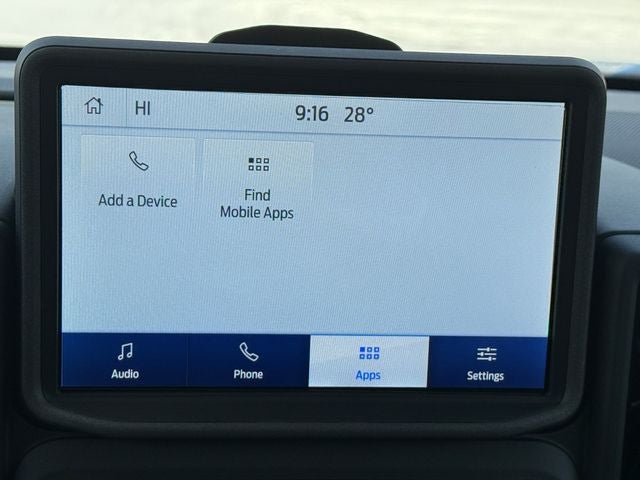 HI 9:16 28°
Add a Device
Find
Mobile Apps
Audio Phone Apps Settings